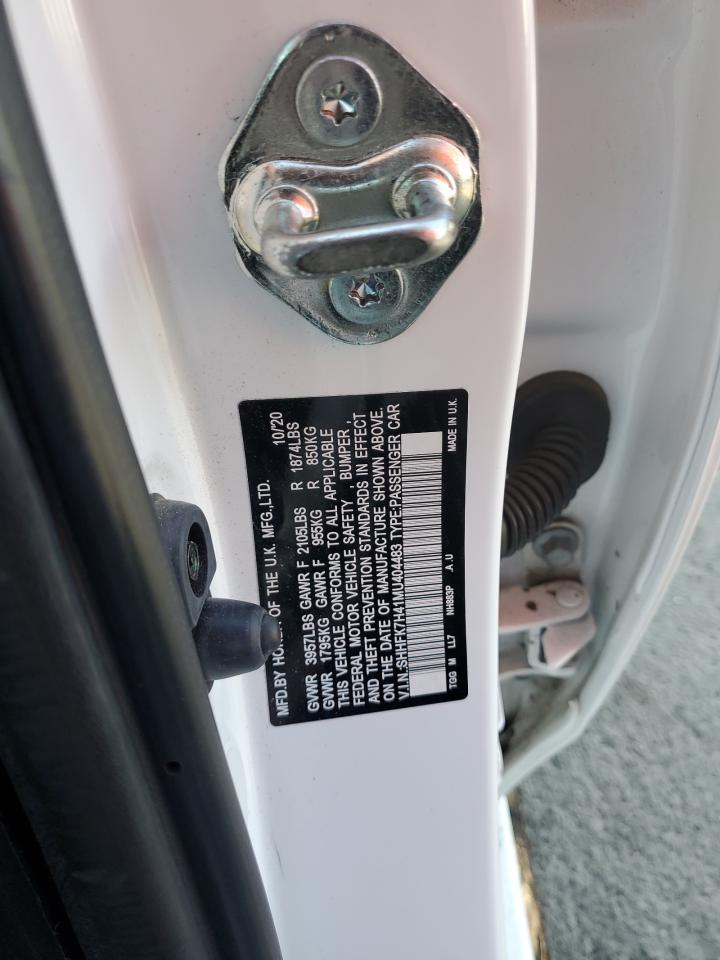 MFD.BY HONDA OF THE U.K. MFG.,LTD. 10/20
GVWR 3957LBS GAWR F 2105LBS R 1874LBS
GVWR 1795KG GAWR F 955KG R 850KG
THIS VEHICLE CONFORMS TO ALL APPLICABLE
FEDERAL MOTOR VEHICLE SAFETY , BUMPER ,
AND THEFT PREVENTION STANDARDS IN EFFECT
ON THE DATE OF MANUFACTURE SHOWN ABOVE.
V.I.N.:SHHFK7H41MU404483 TYPE:PASSENGER CAR
TGG M LL7 NH883P .A .U MADE IN U.K.